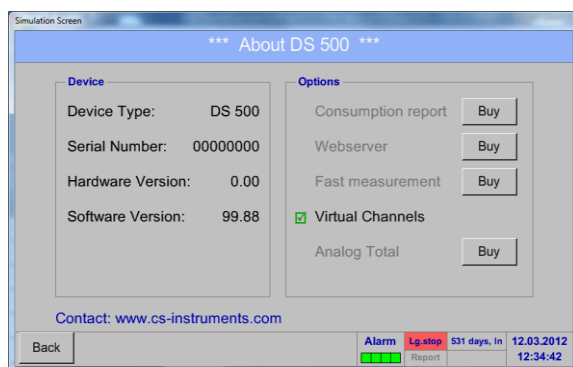 Simulation Screen
*** About DS 500 ***
Device
Device Type: DS 500
Serial Number: 00000000
Hardware Version: 0.00
Software Version: 99.88
Options
Consumption report Buy
Webserver Buy
Fast measurement Buy
Virtual Channels
Analog Total Buy
Contact: www.cs-instruments.com
Back
Alarm Lg.stop 531 days, ln 12.03.2012
Report 12:34:42